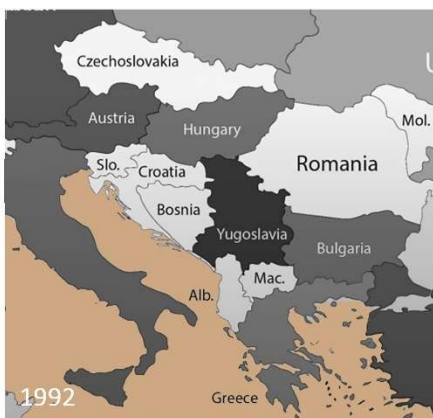 Czechoslovakia
U
Austria
Hungary
Mol.
Slo.
Croatia
Romania
Bosnia
Yugoslavia
Bulgaria
Mac.
Alb.
1992
Greece